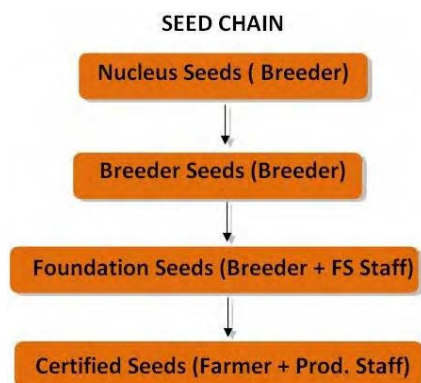 SEED CHAIN
Nucleus Seeds ( Breeder)
Breeder Seeds (Breeder)
Foundation Seeds (Breeder + FS Staff)
Certified Seeds (Farmer + Prod. Staff)